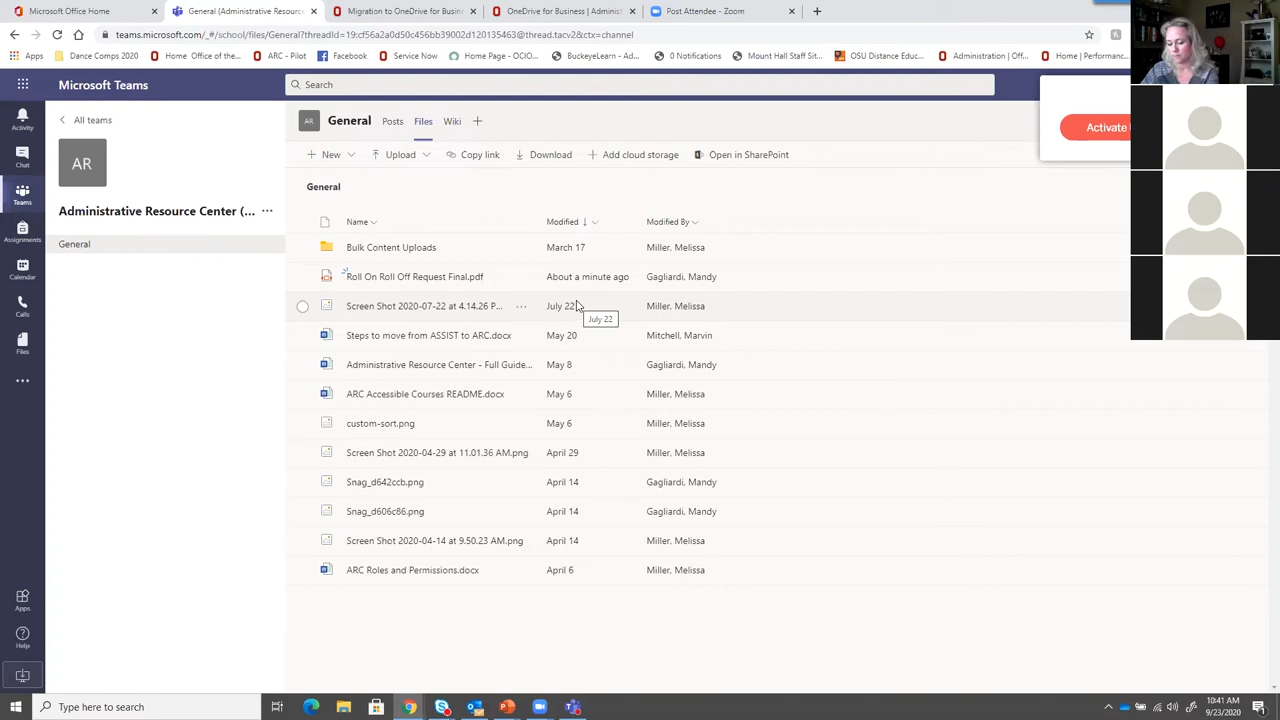 Microsoft Office Home
General (Administrative Resource
Migration to OneDrive for Busin
OneDrive for Business | Adminis
Post Attendee - Zoom
teams.microsoft.com/_#/school/files/General?threadId=19:cf56a2a0d50c456bb39002d120135463@thread.tacv2&ctx=channel
Dance Comps 2020
Home Office of the...
ARC - Pilot
Facebook
Service Now
Home Page - OCIO...
BuckeyeLearn - Ad...
0 Notifications
Mount Hall Staff Sit...
OSU Distance Educ...
Administration | Off...
Home | Performanc...
Microsoft Teams
Search
Activity
Chat
Teams
Assignments
Calendar
Calls
Files
Apps
Help
All teams
AR
Administrative Resource Center (...
General
AR
General
Posts
Files
Wiki
Activate
New
Upload
Copy link
Download
Add cloud storage
Open in SharePoint
General
Name Modified Modified By
Bulk Content Uploads March 17 Miller, Melissa
Roll On Roll Off Request Final.pdf About a minute ago Gagliardi, Mandy
Screen Shot 2020-07-22 at 4.14.26 P... July 22 Miller, Melissa
July 22
Steps to move from ASSIST to ARC.docx May 20 Mitchell, Marvin
Administrative Resource Center - Full Guide... May 8 Gagliardi, Mandy
ARC Accessible Courses README.docx May 6 Miller, Melissa
custom-sort.png May 6 Miller, Melissa
Screen Shot 2020-04-29 at 11.01.36 AM.png April 29 Miller, Melissa
Snag_d642ccb.png April 14 Gagliardi, Mandy
Snag_d606c86.png April 14 Gagliardi, Mandy
Screen Shot 2020-04-14 at 9.50.23 AM.png April 14 Miller, Melissa
ARC Roles and Permissions.docx April 6 Miller, Melissa
Type here to search
10:41 AM
9/23/2020